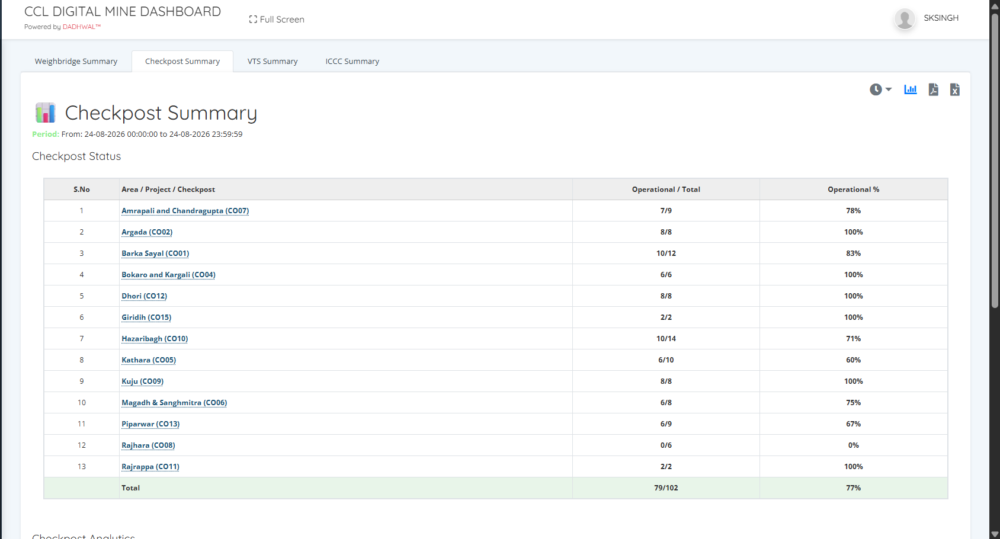 CCL DIGITAL MINE DASHBOARD
Powered by DADHWAL™
Full Screen
SKSINGH
Weighbridge Summary Checkpost Summary VTS Summary ICCC Summary
Checkpost Summary
Period: From: 24-08-2026 00:00:00 to 24-08-2026 23:59:59
Checkpost Status
S.No Area / Project / Checkpost Operational / Total Operational %
1 Amrapali and Chandragupta (CO07) 7/9 78%
2 Argada (CO02) 8/8 100%
3 Barka Sayal (CO01) 10/12 83%
4 Bokaro and Kargali (CO04) 6/6 100%
5 Dhori (CO12) 8/8 100%
6 Giridih (CO15) 2/2 100%
7 Hazaribagh (CO10) 10/14 71%
8 Kathara (CO05) 6/10 60%
9 Kuju (CO09) 8/8 100%
10 Magadh & Sanghmitra (CO06) 6/8 75%
11 Piparwar (CO13) 6/9 67%
12 Rajhara (CO08) 0/6 0%
13 Rajrappa (CO11) 2/2 100%
Total 79/102 77%
Checkpost Analytics